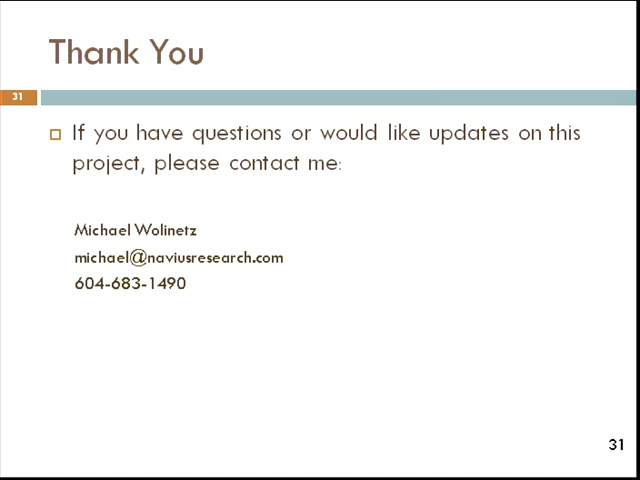 Thank You
31
If you have questions or would like updates on this
project, please contact me:
Michael Wolinetz
michael@naviusresearch.com
604-683-1490
31